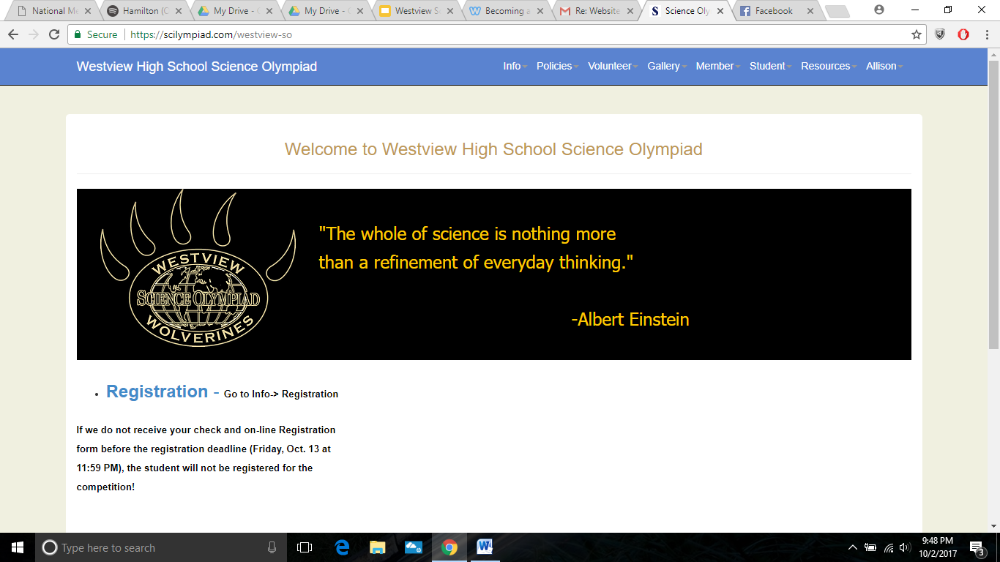 National Me
Hamilton (O
My Drive -
My Drive -
Westview S
Becoming a
Re: Website
Science Oly
Facebook
Secure
https://scilympiad.com/westview-so
Westview High School Science Olympiad
Info
Policies
Volunteer
Gallery
Member
Student
Resources
Allison
Welcome to Westview High School Science Olympiad
WESTVIEW
SCIENCE OLYMPIAD
WOLVERINES
"The whole of science is nothing more
than a refinement of everyday thinking."
-Albert Einstein
• Registration - Go to Info-> Registration
If we do not receive your check and on-line Registration
form before the registration deadline (Friday, Oct. 13 at
11:59 PM), the student will not be registered for the
competition!
Type here to search
9:48 PM
10/2/2017
3